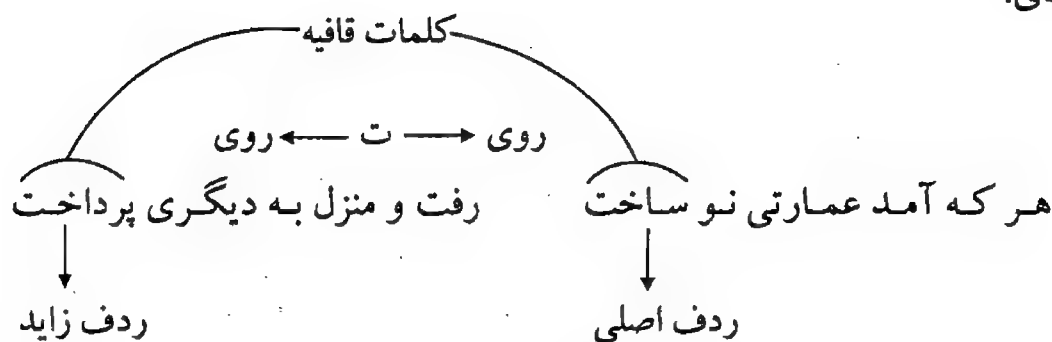 کلمات قافیه
روی ← ت → روی
هر که آمد عمارتی نو ساخت رفت و منزل به دیگری پرداخت
ردف اصلی ردف زاید